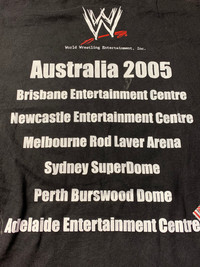 W
World Wrestling Entertainment, Inc.
Australia 2005
Brisbane Entertainment Centre
Newcastle Entertainment Centre
Melbourne Rod Laver Arena
Sydney SuperDome
Perth Burswood Dome
Adelaide Entertainment Centre